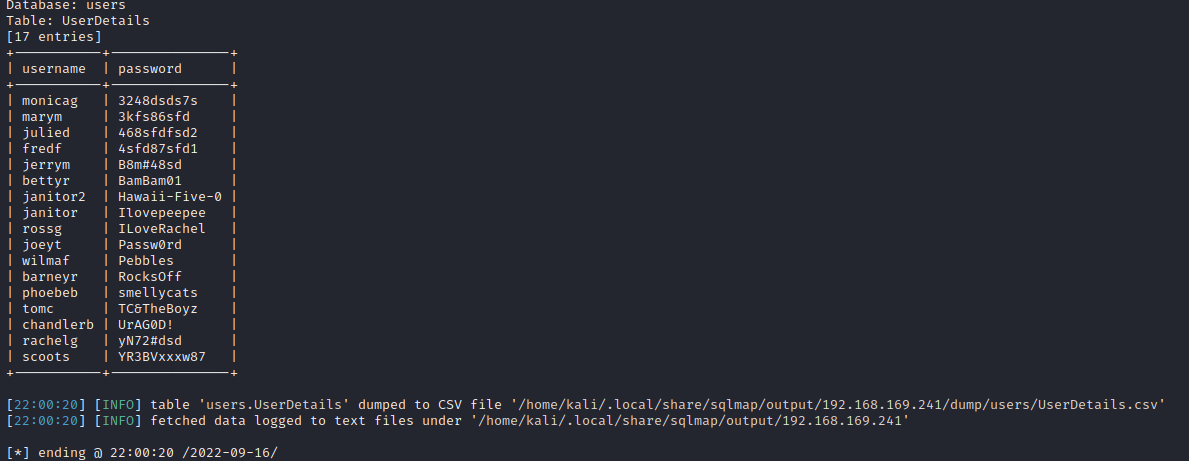 Database: users
Table: UserDetails
[17 entries]
+-----------+---------------+
| username  | password      |
+-----------+---------------+
| monicag   | 3248dsds7s    |
| marym     | 3kfs86sfd     |
| julied    | 468sfdfsd2    |
| fredf     | 4sfd87sfd1    |
| jerrym    | B8m#48sd      |
| bettyr    | BamBam01      |
| janitor2  | Hawaii-Five-0 |
| janitor   | Ilovepeepee   |
| rossg     | ILoveRachel   |
| joeyt     | Passw0rd      |
| wilmaf    | Pebbles       |
| barneyr   | RocksOff      |
| phoebeb   | smellycats    |
| tomc      | TC&TheBoyz    |
| chandlerb | UrAG0D!       |
| rachelg   | yN72#dsd      |
| scoots    | YR3BVxxxw87   |
+-----------+---------------+
[22:00:20] [INFO] table 'users.UserDetails' dumped to CSV file '/home/kali/.local/share/sqlmap/output/192.168.169.241/dump/users/UserDetails.csv'
[22:00:20] [INFO] fetched data logged to text files under '/home/kali/.local/share/sqlmap/output/192.168.169.241'
[*] ending @ 22:00:20 /2022-09-16/